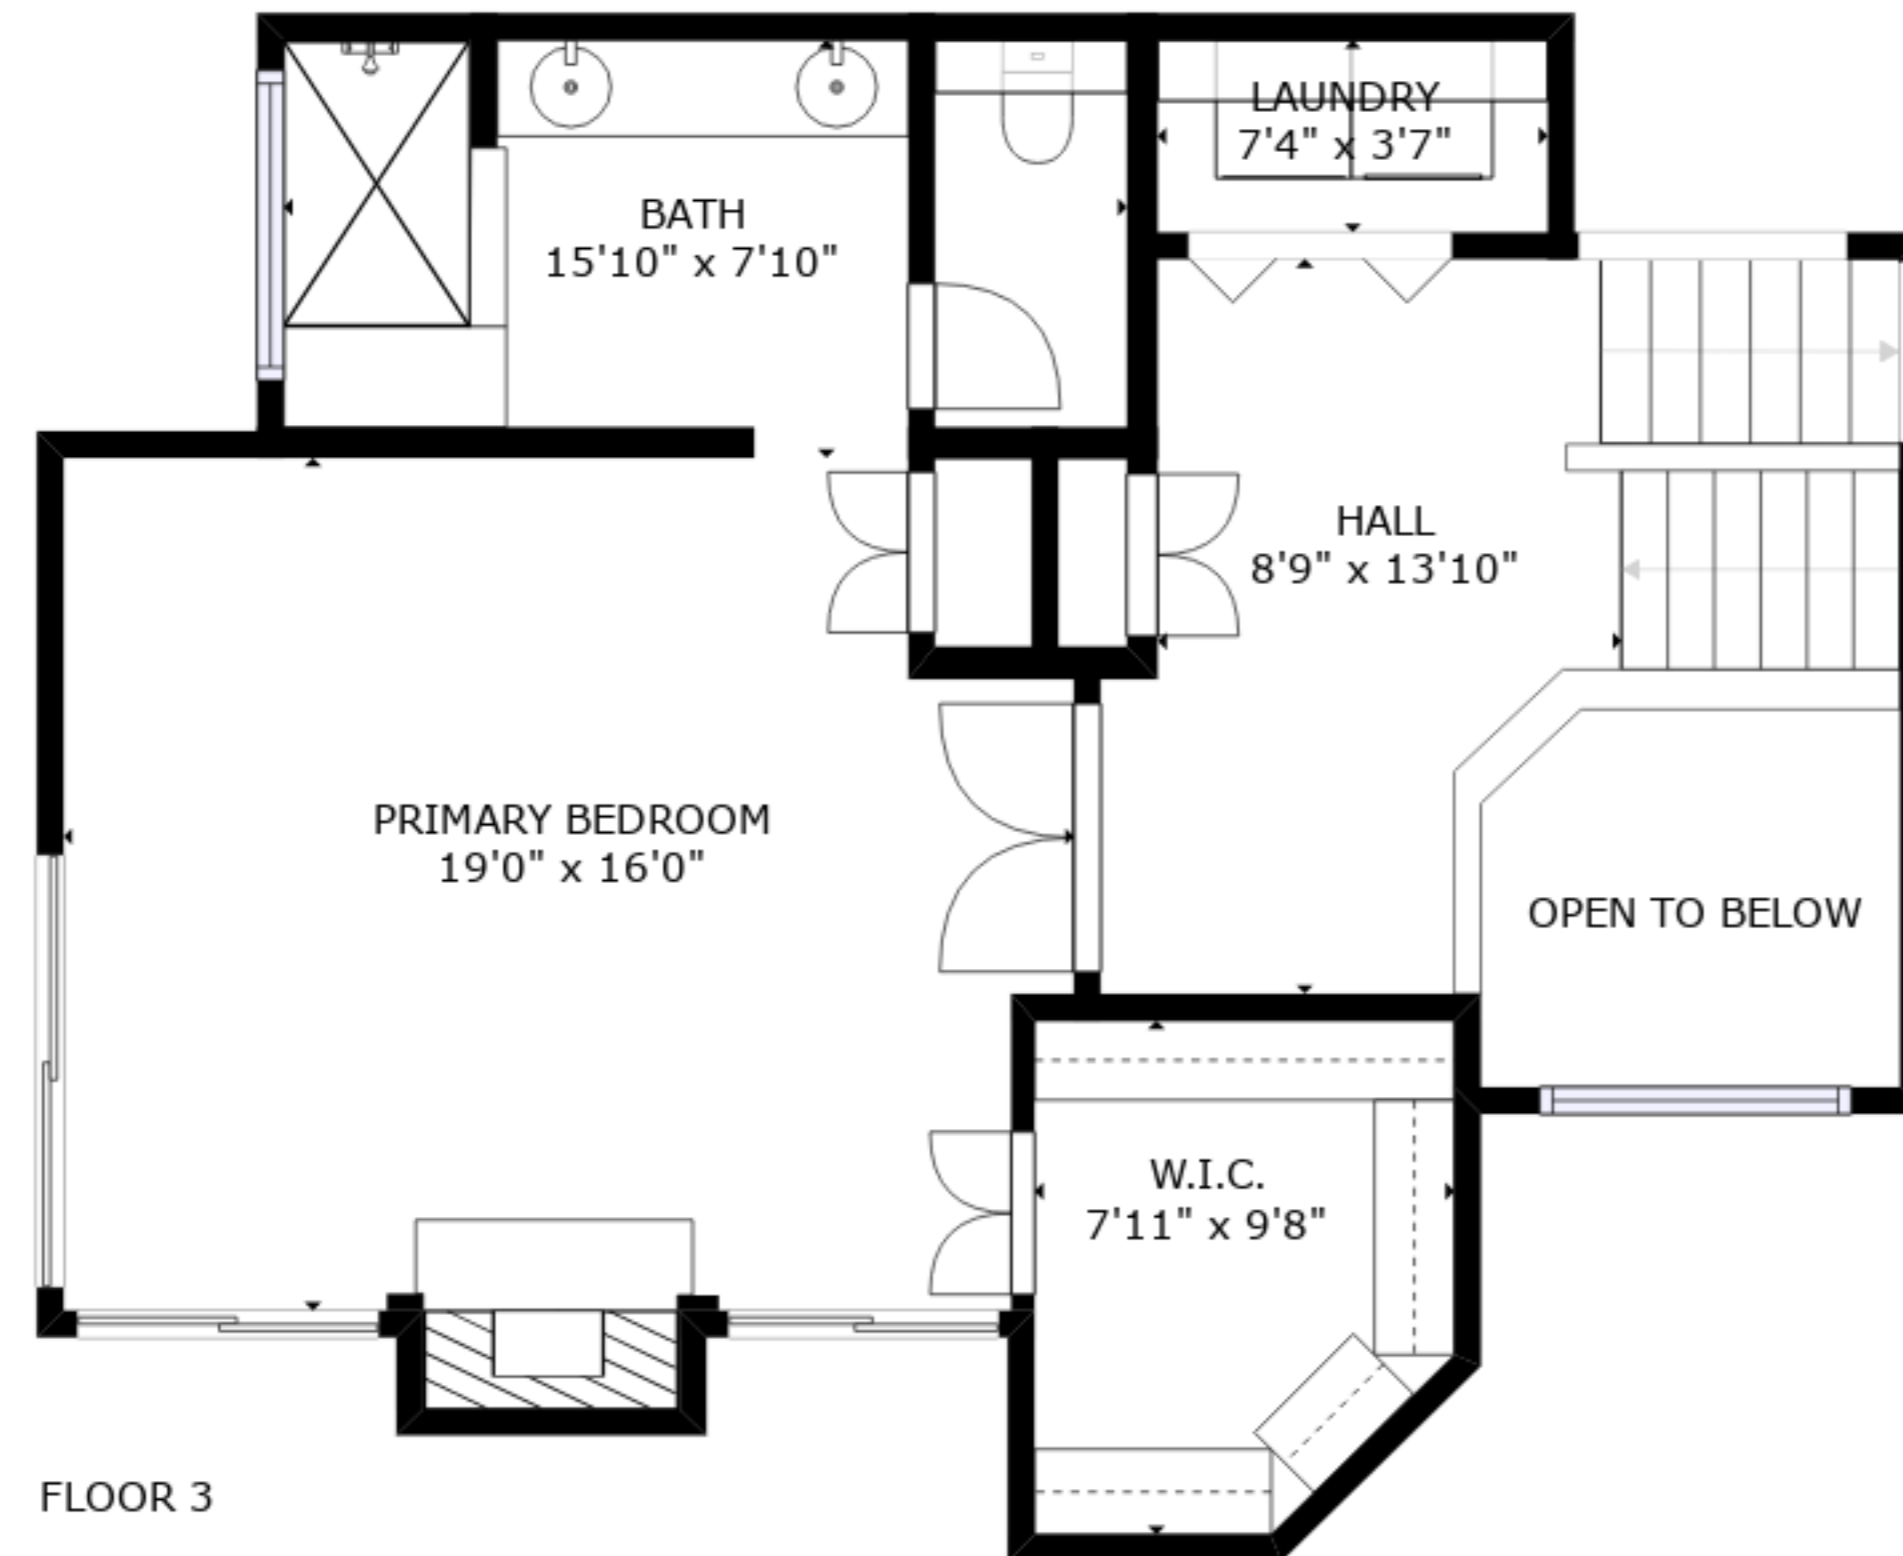 LAUNDRY
7'4" x 3'7"
BATH
15'10" x 7'10"
HALL
8'9" x 13'10"
PRIMARY BEDROOM
19'0" x 16'0"
OPEN TO BELOW
W.I.C.
7'11" x 9'8"
FLOOR 3